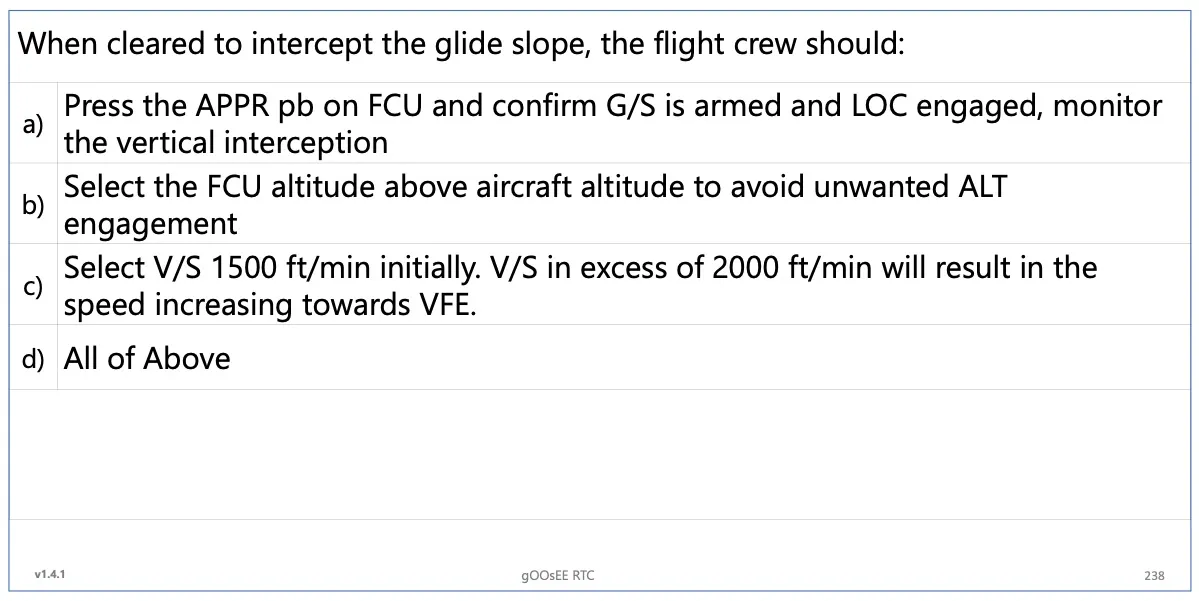 When cleared to intercept the glide slope, the flight crew should:
a) Press the APPR pb on FCU and confirm G/S is armed and LOC engaged, monitor
the vertical interception
b) Select the FCU altitude above aircraft altitude to avoid unwanted ALT
engagement
c) Select V/S 1500 ft/min initially. V/S in excess of 2000 ft/min will result in the
speed increasing towards VFE.
d) All of Above
v1.4.1 gOOsEE RTC 238